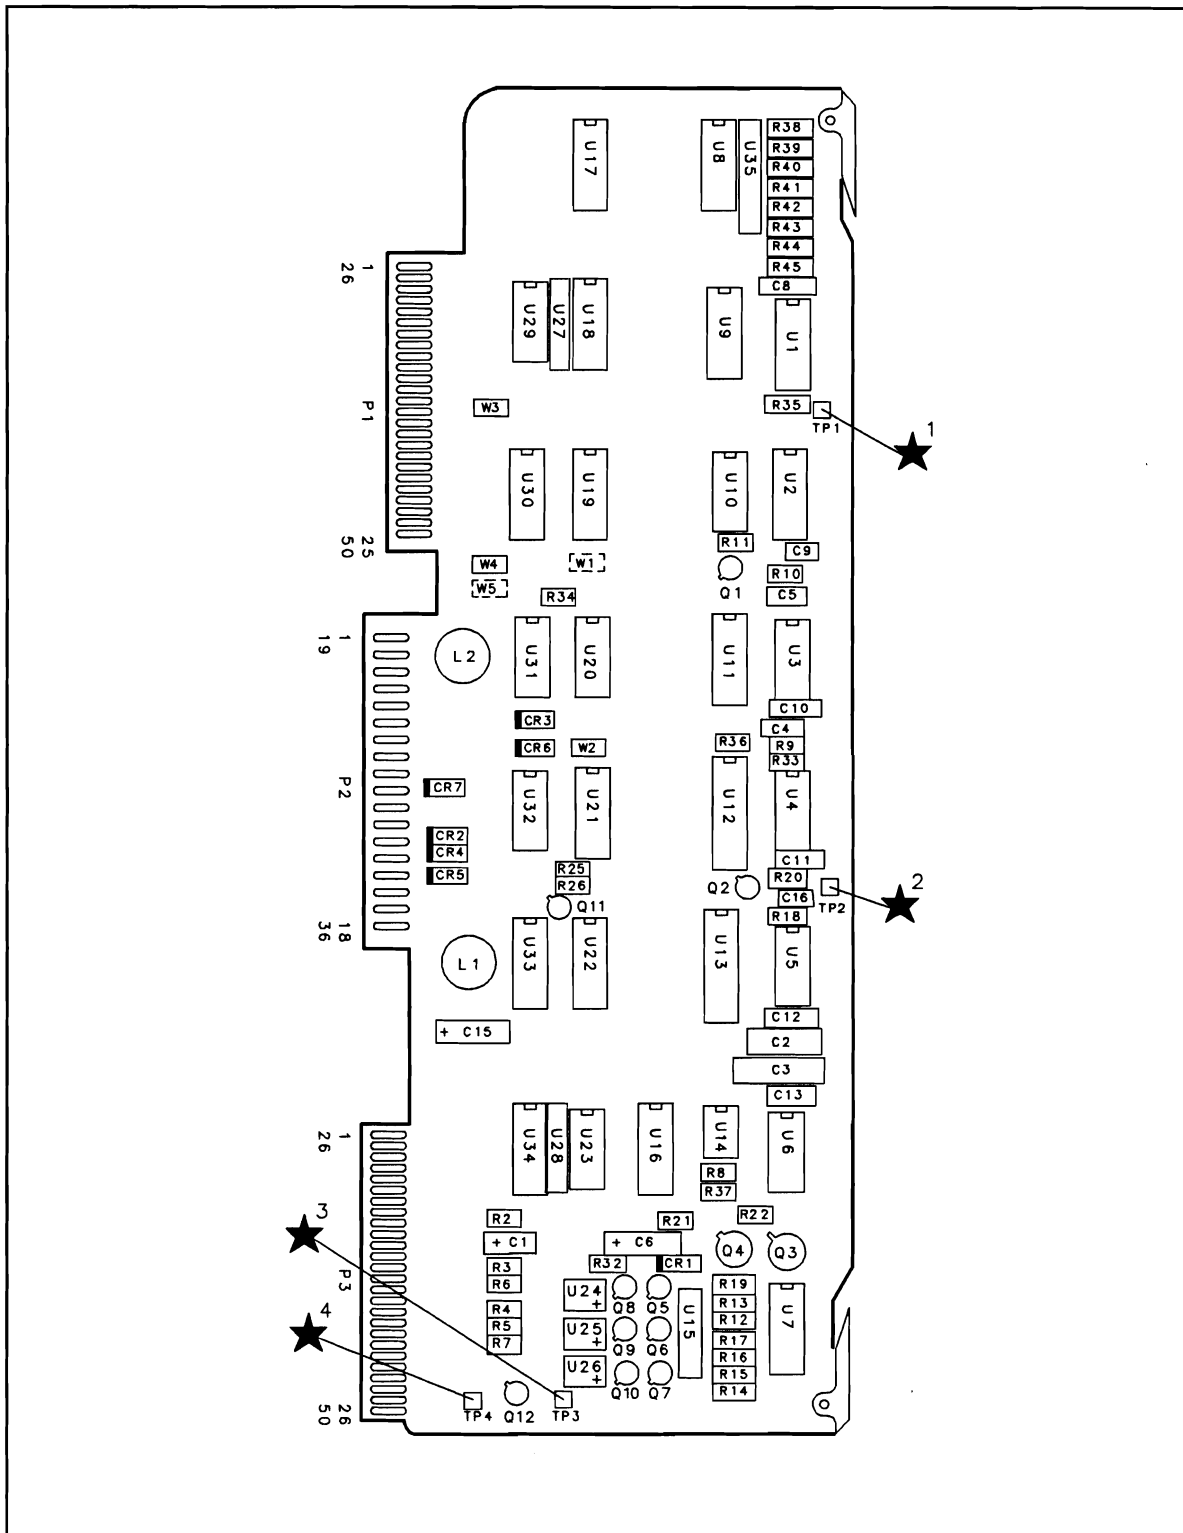 R38
R39
R40
R41
R42
R43
R44
R45
C8
U17
U8
U35
1
26
U29
U27
U18
U9
U1
P1
W3
R35
TP1
1
U30
U19
U10
U2
R11
C9
25
50
W4
W1
W5
R10
Q1
C5
R34
1
19
L2
U31
U20
U11
U3
C10
CR3
C4
CR6
W2
R36
R9
R33
P2
CR7
U32
U21
U12
U4
CR2
CR4
C11
CR5
R25
R26
R20
Q2
C16
TP2
2
Q11
R18
18
36
L1
U33
U22
U13
U5
C12
+ C15
C2
C3
C13
1
26
U34
U28
U23
U16
U14
U6
R8
R37
3
R2
R21
R22
+ C1
+ C6
Q4
Q3
R3
R32
CR1
P3
R6
U24
+
Q8
Q5
R19
4
R4
R13
R5
U25
+
U15
R12
U7
R7
Q9
Q6
R17
R16
U26
+
R15
Q10
Q7
R14
26
50
TP4
Q12
TP3